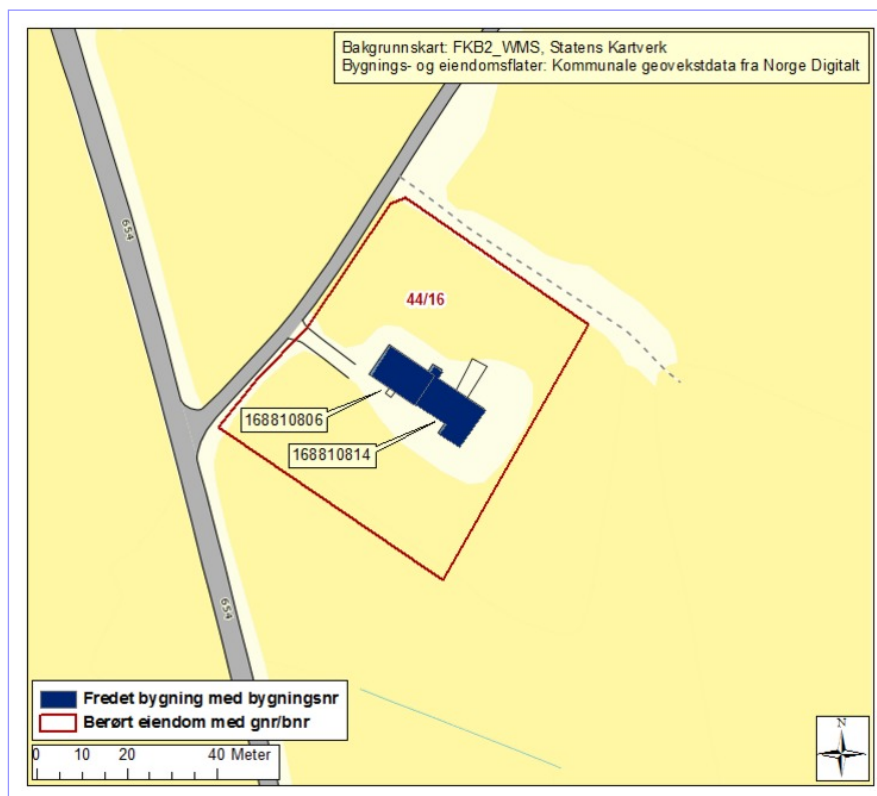 Bakgrunnskart: FKB2_WMS, Statens Kartverk
Bygnings- og eiendomsflater: Kommunale geovekstdata fra Norge Digitalt
654
44/16
168810806
168810814
654
Fredet bygning med bygningsnr
Berørt eiendom med gnr/bnr
0 10 20 40 Meter
N